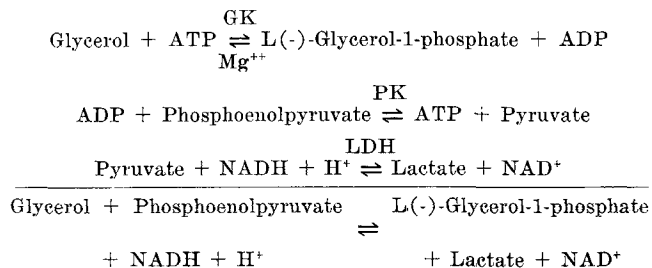 GK
Glycerol + ATP ⇌ L(-)-Glycerol-1-phosphate + ADP
Mg++
PK
ADP + Phosphoenolpyruvate ⇌ ATP + Pyruvate
LDH
Pyruvate + NADH + H+ ⇌ Lactate + NAD+
Glycerol + Phosphoenolpyruvate L(-)-Glycerol-1-phosphate
⇌
+ NADH + H+ + Lactate + NAD+